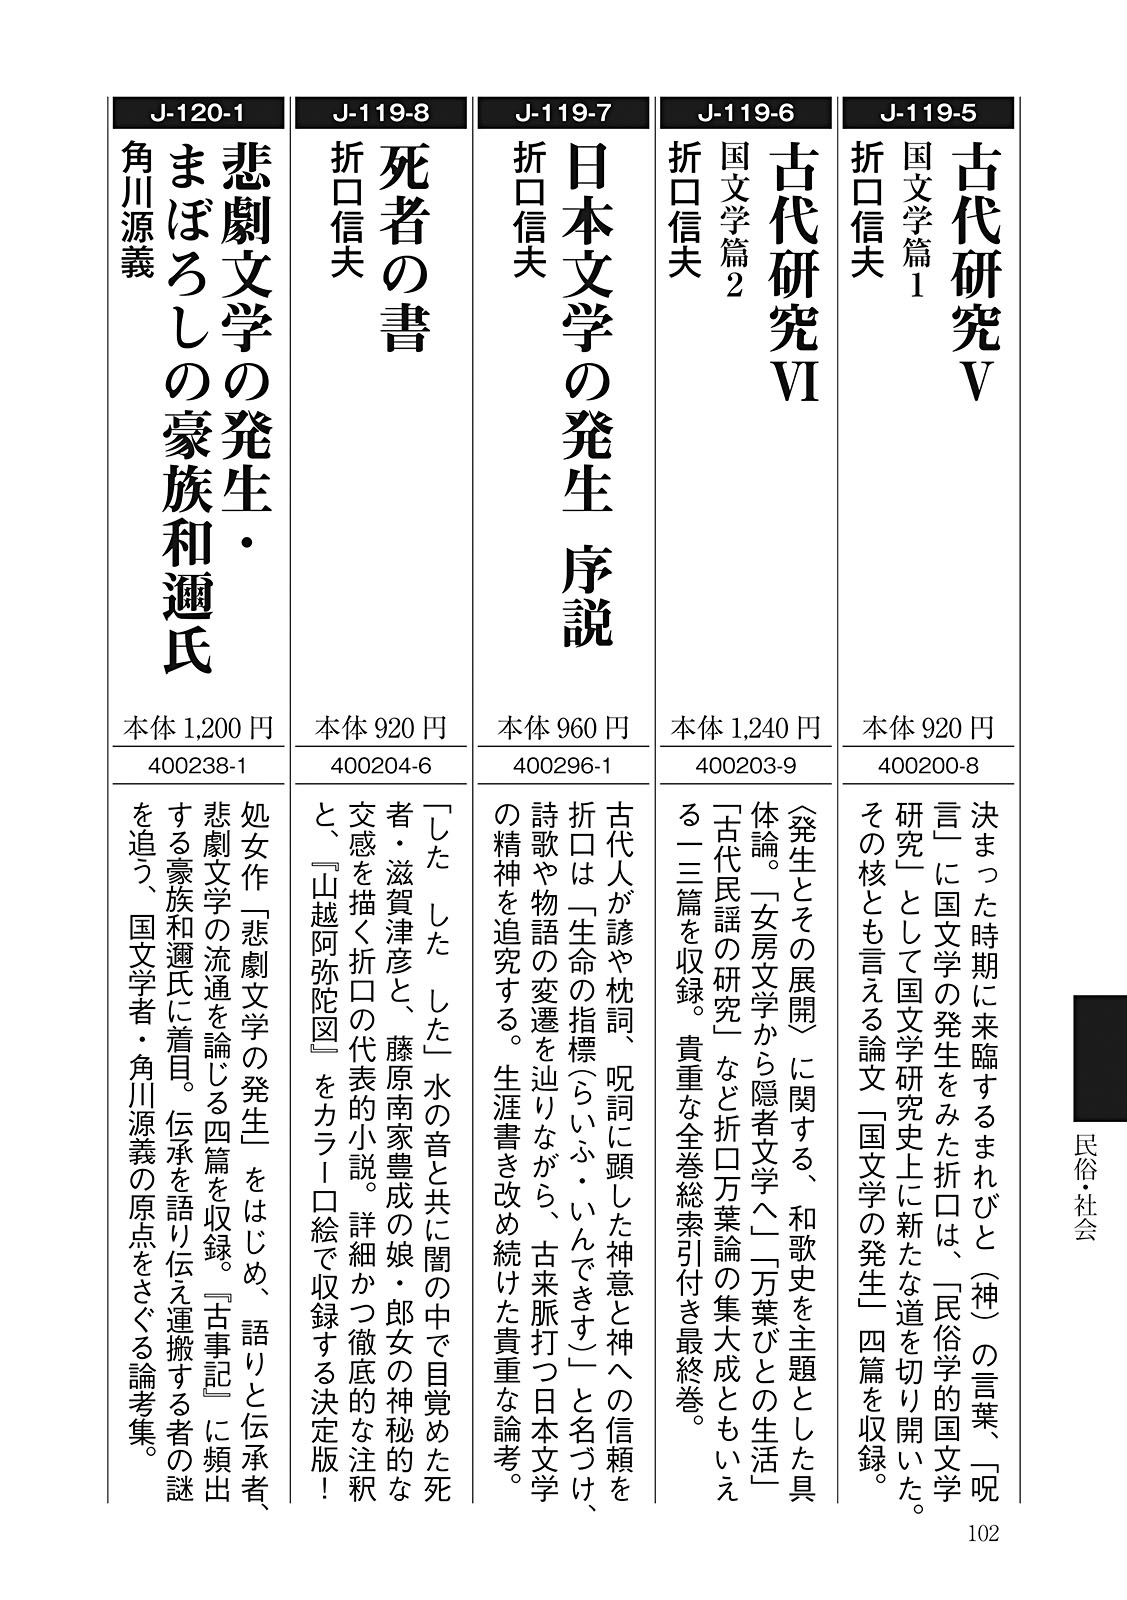 J-119-5
古代研究Ⅴ
国文学篇1
折口信夫
本体 920 円
400200-8
決まった時期に来臨するまれびと（神）の言葉、「呪
言」に国文学の発生をみた折口は、「民俗学的国文学
研究」として国文学研究史上に新たな道を切り開いた。
その核とも言える論文「国文学の発生」四篇を収録。
J-119-6
古代研究Ⅵ
国文学篇2
折口信夫
本体 1,240 円
400203-9
〈発生とその展開〉に関する、和歌史を主題とした具
体論。「女房文学から隠者文学へ」「万葉びとの生活」
「古代民謡の研究」など折口万葉論の集大成ともいえ
る一三篇を収録。貴重な全巻総索引付き最終巻。
J-119-7
日本文学の発生 序説
折口信夫
本体 960 円
400296-1
古代人が諺や枕詞、呪詞に顕した神意と神への信頼を
折口は「生命の指標（らいふ・いんできす）」と名づけ、
詩歌や物語の変遷を辿りながら、古来脈打つ日本文学
の精神を追究する。生涯書き改め続けた貴重な論考。
J-119-8
死者の書
折口信夫
本体 920 円
400204-6
「した した した」水の音と共に闇の中で目覚めた死
者・滋賀津彦と、藤原南家豊成の娘・郎女の神秘的な
交感を描く折口の代表的小説。詳細かつ徹底的な注釈
と、『山越阿弥陀図』をカラー口絵で収録する決定版！
J-120-1
悲劇文学の発生・
まぼろしの豪族和邇氏
角川源義
本体 1,200 円
400238-1
処女作「悲劇文学の発生」をはじめ、語りと伝承者、
悲劇文学の流通を論じる四篇を収録。『古事記』に頻出
する豪族和邇氏に着目。伝承を語り伝え運搬する者の謎
を追う、国文学者・角川源義の原点をさぐる論考集。
民俗・社会
102